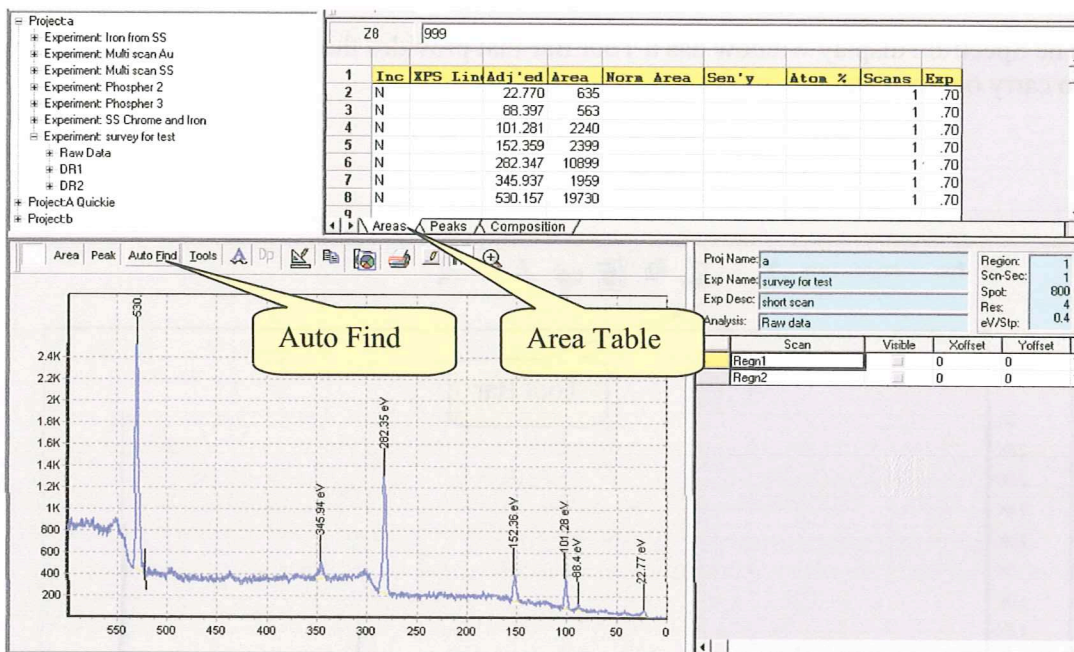 Project:a
Experiment: Iron from SS
Experiment: Multi scan Au
Experiment: Multi scan SS
Experiment: Phospher 2
Experiment: Phospher 3
Experiment: SS Chrome and Iron
Experiment: survey for test
Raw Data
DR1
DR2
Project:A Quickie
Project:b
Z8 999
1 Inc XPS Lin Adj'ed Area Norm Area Sen'y Atom % Scans Exp
2 N 22.770 635 1 .70
3 N 88.397 563 1 .70
4 N 101.281 2240 1 .70
5 N 152.359 2399 1 .70
6 N 282.347 10899 1 .70
7 N 345.937 1959 1 .70
8 N 530.157 19730 1 .70
9
Areas Peaks Composition
Area Peak Auto Find Tools A Dp
Auto Find
Area Table
530.
2.4K
2.2K
2K
1.8K
1.6K
1.4K
1.2K
1K
800
600
400
200
345.94 eV
282.35 eV
152.36 eV
101.28 eV
88.4 eV
22.77 eV
550 500 450 400 350 300 250 200 150 100 50 0
Proj Name: a
Exp Name: survey for test
Exp Desc: short scan
Analysis: Raw data
Region: 1
Scn-Sec: 1
Spot: 800
Res: 4
eV/Stp: 0.4
Scan Visible Xoffset Yoffset
Regn1 0 0
Regn2 0 0